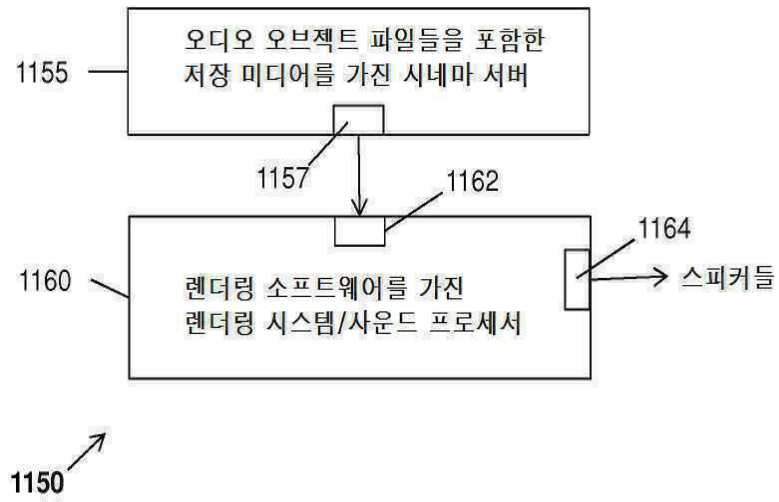 오디오 오브젝트 파일들을 포함한
저장 미디어를 가진 시네마 서버
1155
1157
1162
1164
스피커들
1160
렌더링 소프트웨어를 가진
렌더링 시스템/사운드 프로세서
1150